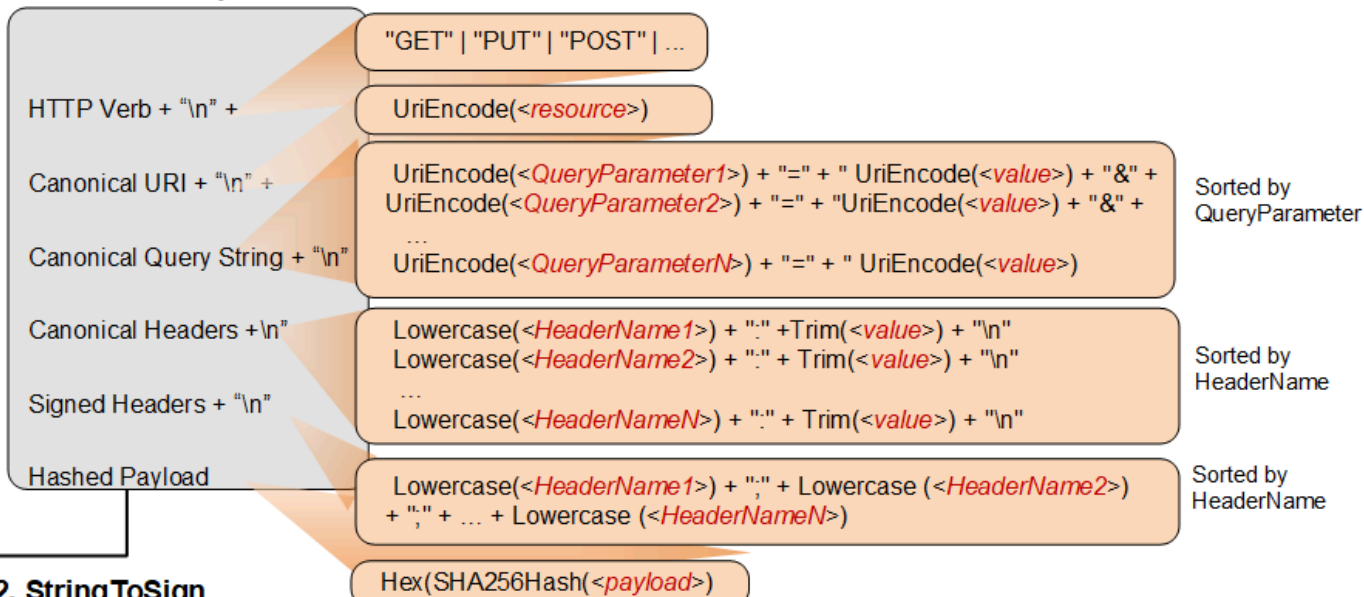 "GET" | "PUT" | "POST" | ...
HTTP Verb + “\n” +
UriEncode(<resource>)
Canonical URI + “\n” +
UriEncode(<QueryParameter1>) + "=" + " UriEncode(<value>) + "&" +
UriEncode(<QueryParameter2>) + "=" + "UriEncode(<value>) + "&" +
...
UriEncode(<QueryParameterN>) + "=" + " UriEncode(<value>)
Sorted by
QueryParameter
Canonical Query String + “\n”
Canonical Headers +\n”
Lowercase(<HeaderName1>) + ":" +Trim(<value>) + "\n"
Lowercase(<HeaderName2>) + ":" + Trim(<value>) + "\n"
...
Lowercase(<HeaderNameN>) + ":" + Trim(<value>) + "\n"
Sorted by
HeaderName
Signed Headers + “\n”
Hashed Payload
Lowercase(<HeaderName1>) + ";" + Lowercase (<HeaderName2>)
+ ";" + ... + Lowercase (<HeaderNameN>)
Sorted by
HeaderName
Hex(SHA256Hash(<payload>)
2. StringToSign